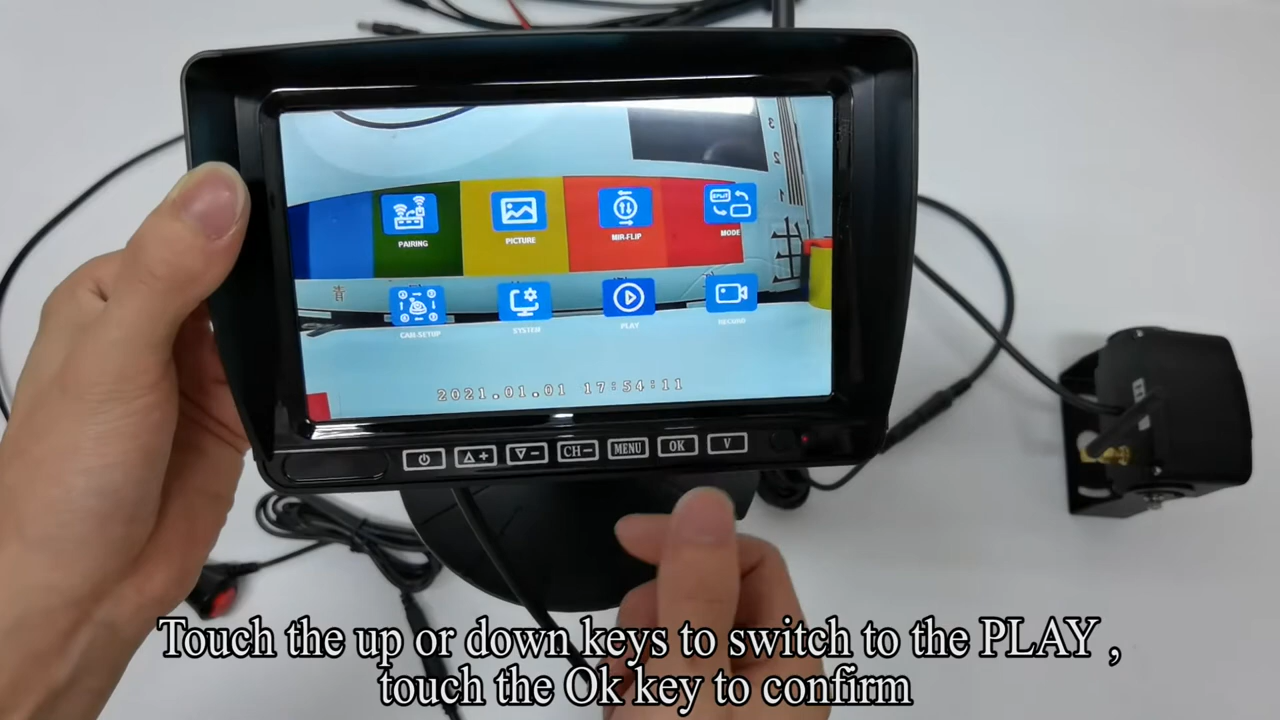 PAIRING PICTURE MIR-FLIP MODE
CAM-SETUP SYSTEM PLAY RECORD
2021.01.01 17:54:11
CH- MENU OK V
Touch the up or down keys to switch to the PLAY ,
touch the Ok key to confirm